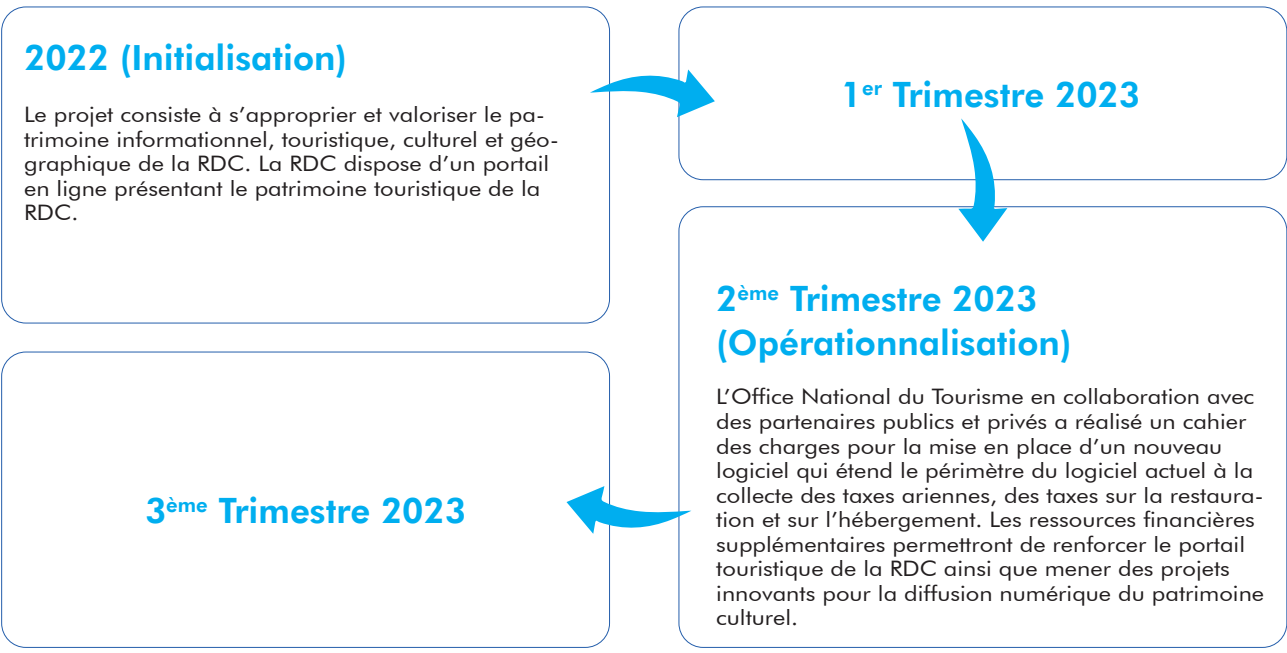 2022 (Initialisation)
Le projet consiste à s’approprier et valoriser le pa-
trimoine informationnel, touristique, culturel et géo-
graphique de la RDC. La RDC dispose d’un portail
en ligne présentant le patrimoine touristique de la
RDC.
1er Trimestre 2023
2ème Trimestre 2023
(Opérationnalisation)
L’Office National du Tourisme en collaboration avec
des partenaires publics et privés a réalisé un cahier
des charges pour la mise en place d’un nouveau
logiciel qui étend le périmètre du logiciel actuel à la
collecte des taxes ariennes, des taxes sur la restaura-
tion et sur l’hébergement. Les ressources financières
supplémentaires permettront de renforcer le portail
touristique de la RDC ainsi que mener des projets
innovants pour la diffusion numérique du patrimoine
culturel.
3ème Trimestre 2023